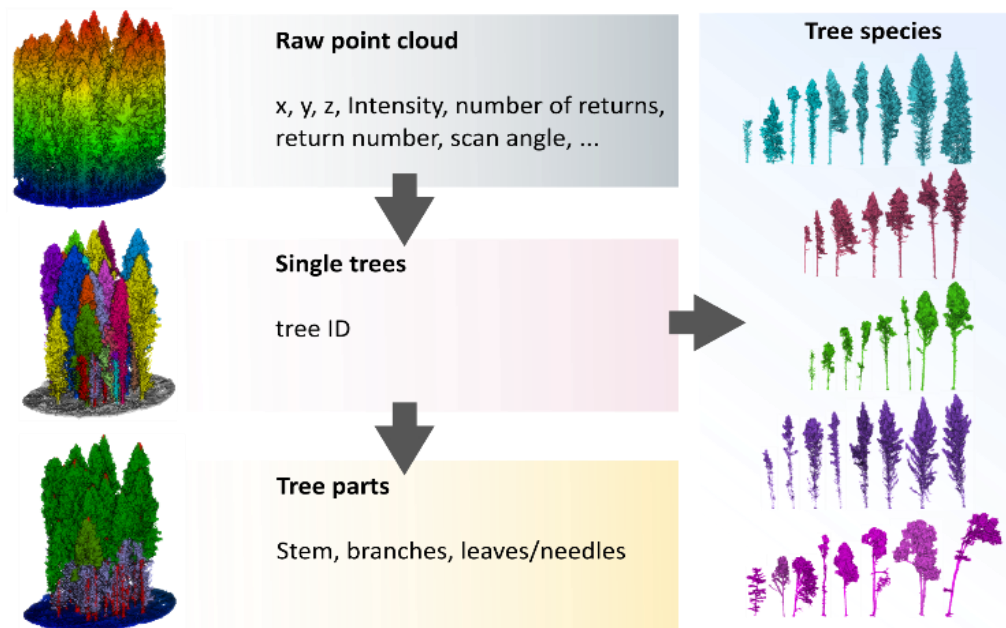 Raw point cloud
x, y, z, Intensity, number of returns,
return number, scan angle, ...
Single trees
tree ID
Tree parts
Stem, branches, leaves/needles
Tree species